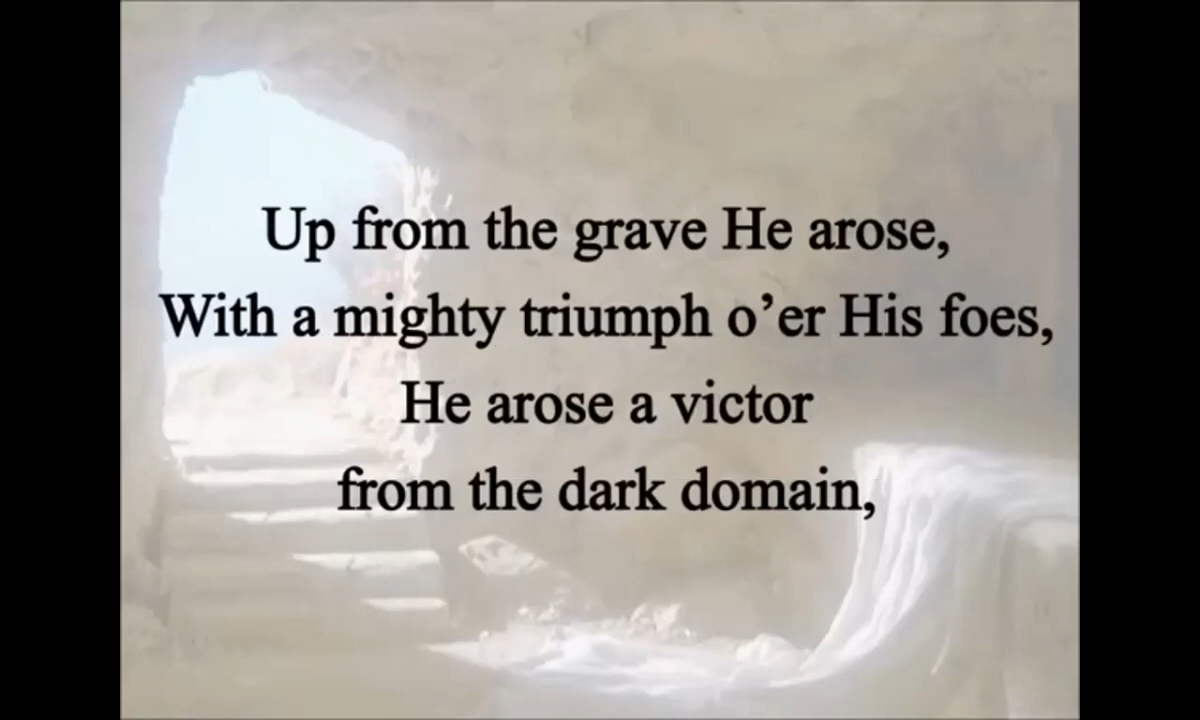 Up from the grave He arose,
With a mighty triumph o’er His foes,
He arose a victor
from the dark domain,